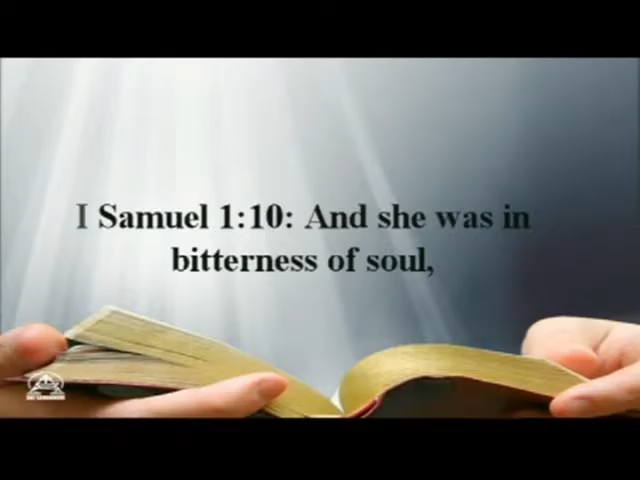 I Samuel 1:10: And she was in
bitterness of soul,